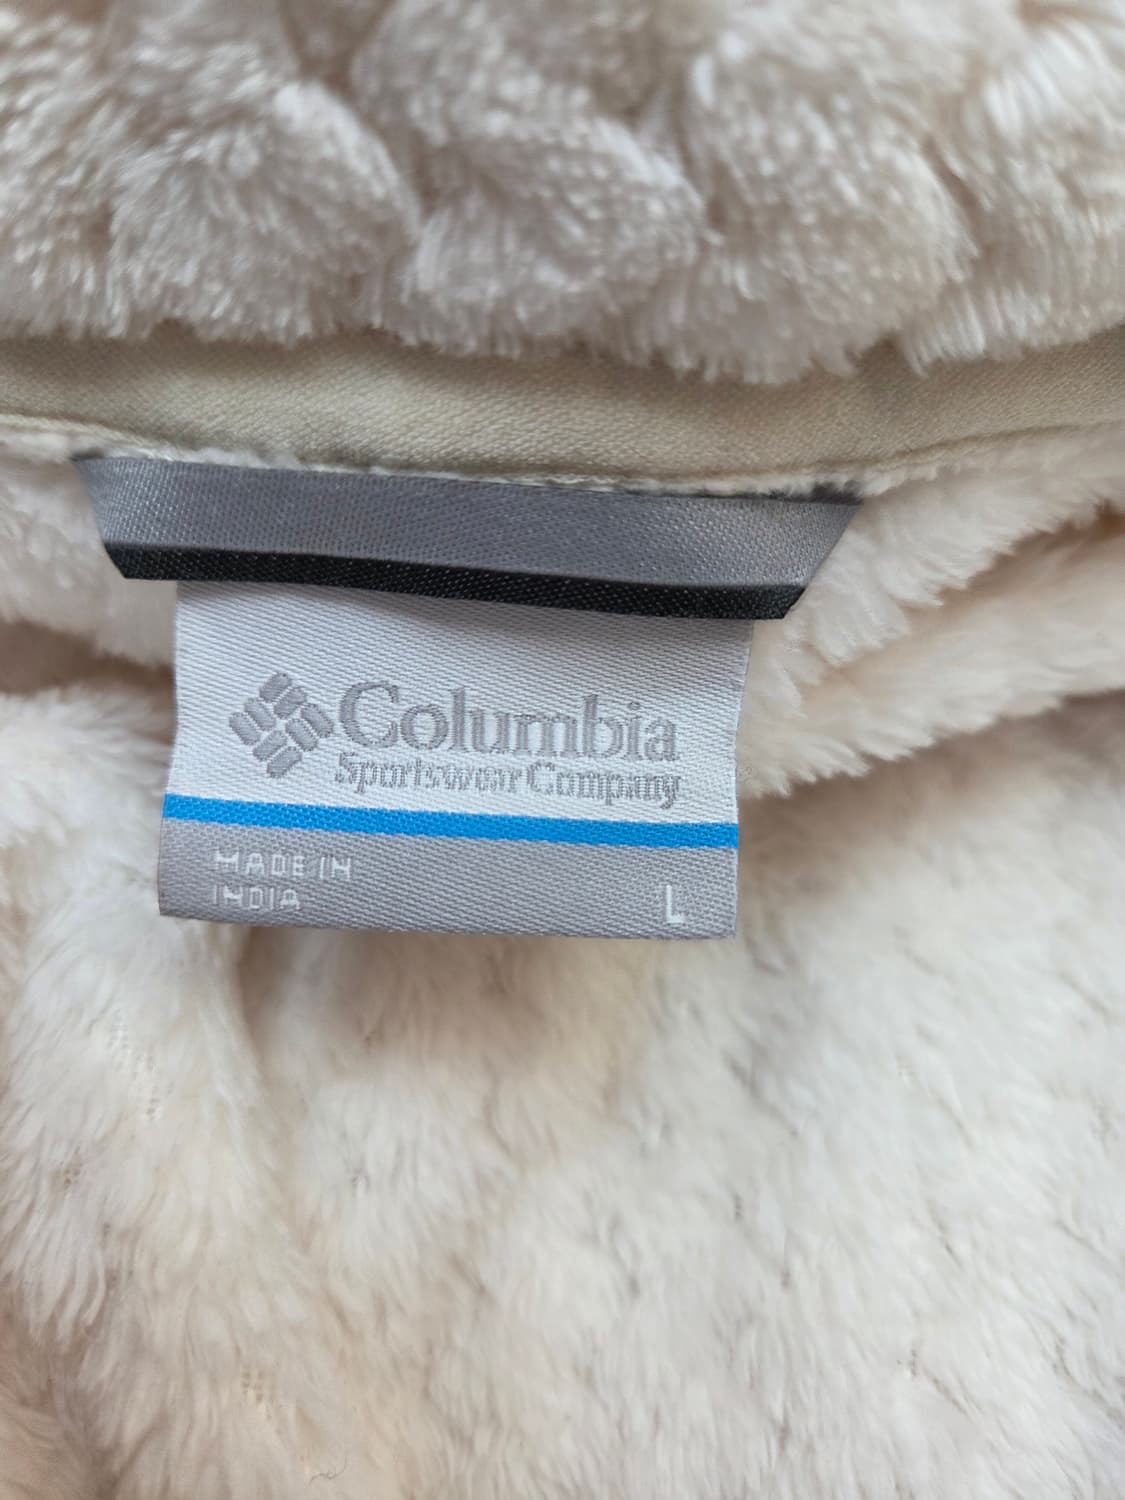 Columbia
Sportswear Company
MADE IN
INDIA
L